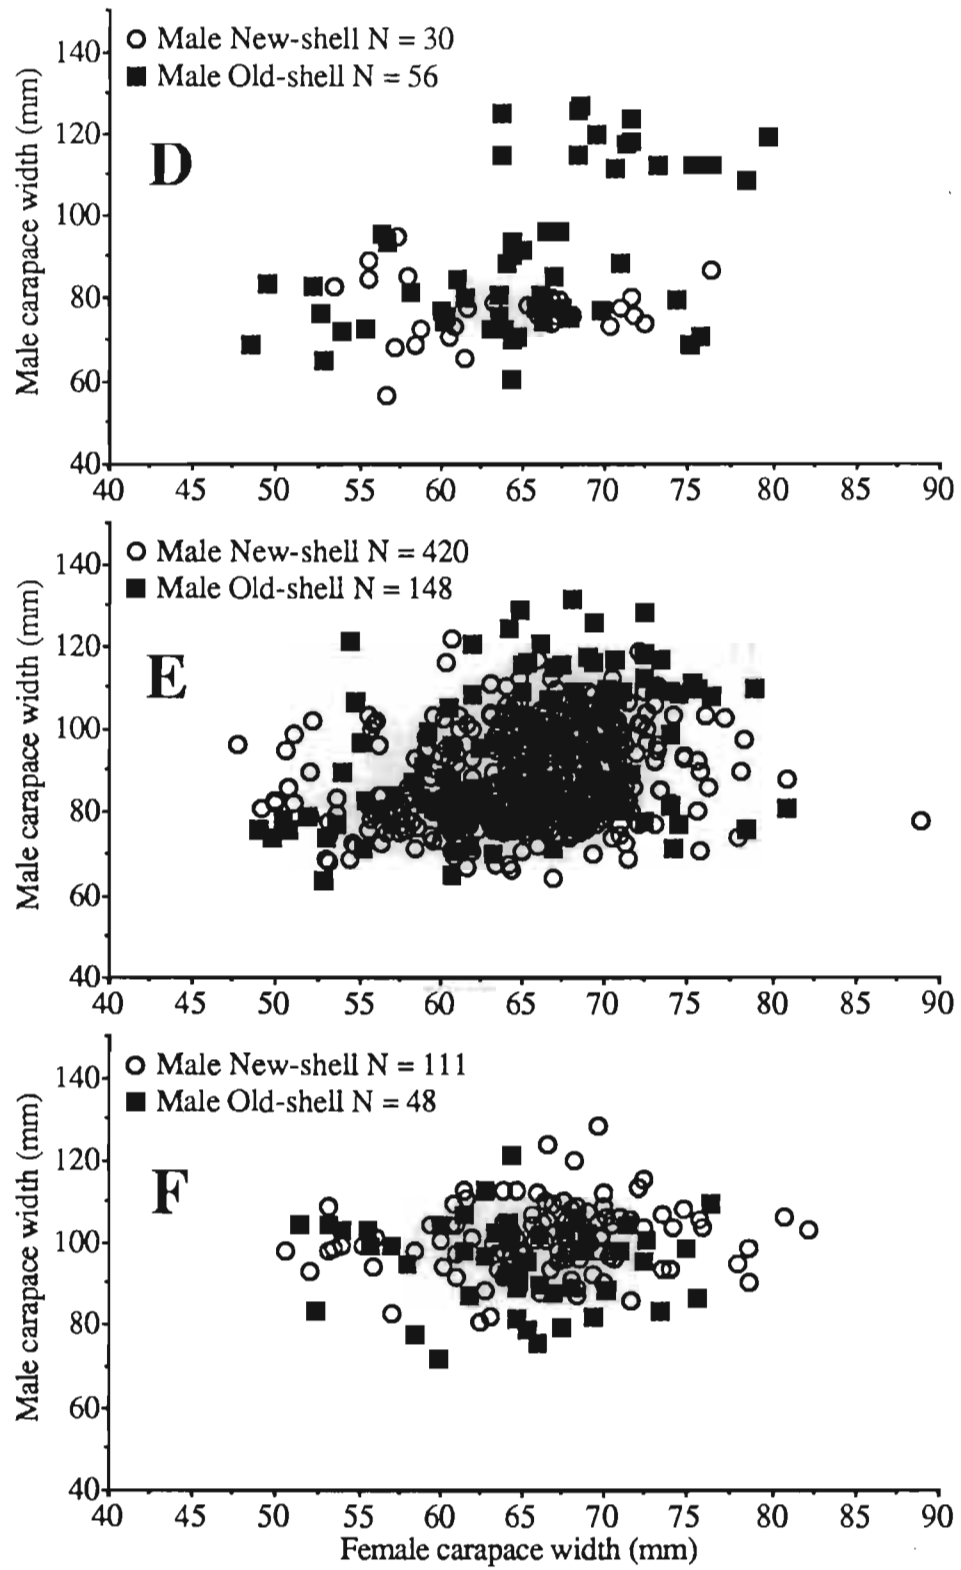 140
○ Male New-shell N = 30
■ Male Old-shell N = 56
120
D
100
80
60
40
Male carapace width (mm)
40 45 50 55 60 65 70 75 80 85 90
140
○ Male New-shell N = 420
■ Male Old-shell N = 148
120
E
100
80
60
40
Male carapace width (mm)
40 45 50 55 60 65 70 75 80 85 90
140
○ Male New-shell N = 111
■ Male Old-shell N = 48
120
F
100
80
60
40
Male carapace width (mm)
40 45 50 55 60 65 70 75 80 85 90
Female carapace width (mm)